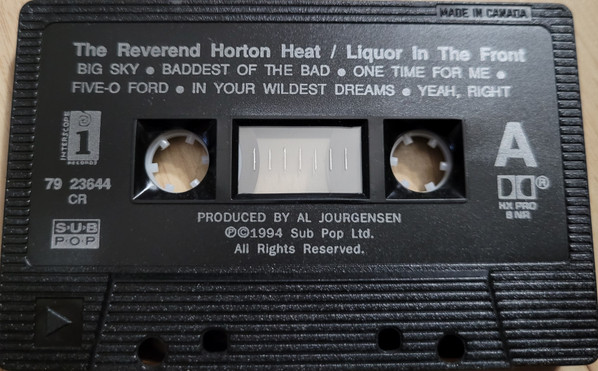 MADE IN CANADA
The Reverend Horton Heat / Liquor In The Front
BIG SKY ● BADDEST OF THE BAD ● ONE TIME FOR ME ●
FIVE-O FORD ● IN YOUR WILDEST DREAMS ● YEAH, RIGHT
INTERSCOPE
i
RECORDS
A
79 23644
CR
HX PRO
B NR
®
SUB
POP
PRODUCED BY AL JOURGENSEN
℗©1994 Sub Pop Ltd.
All Rights Reserved.